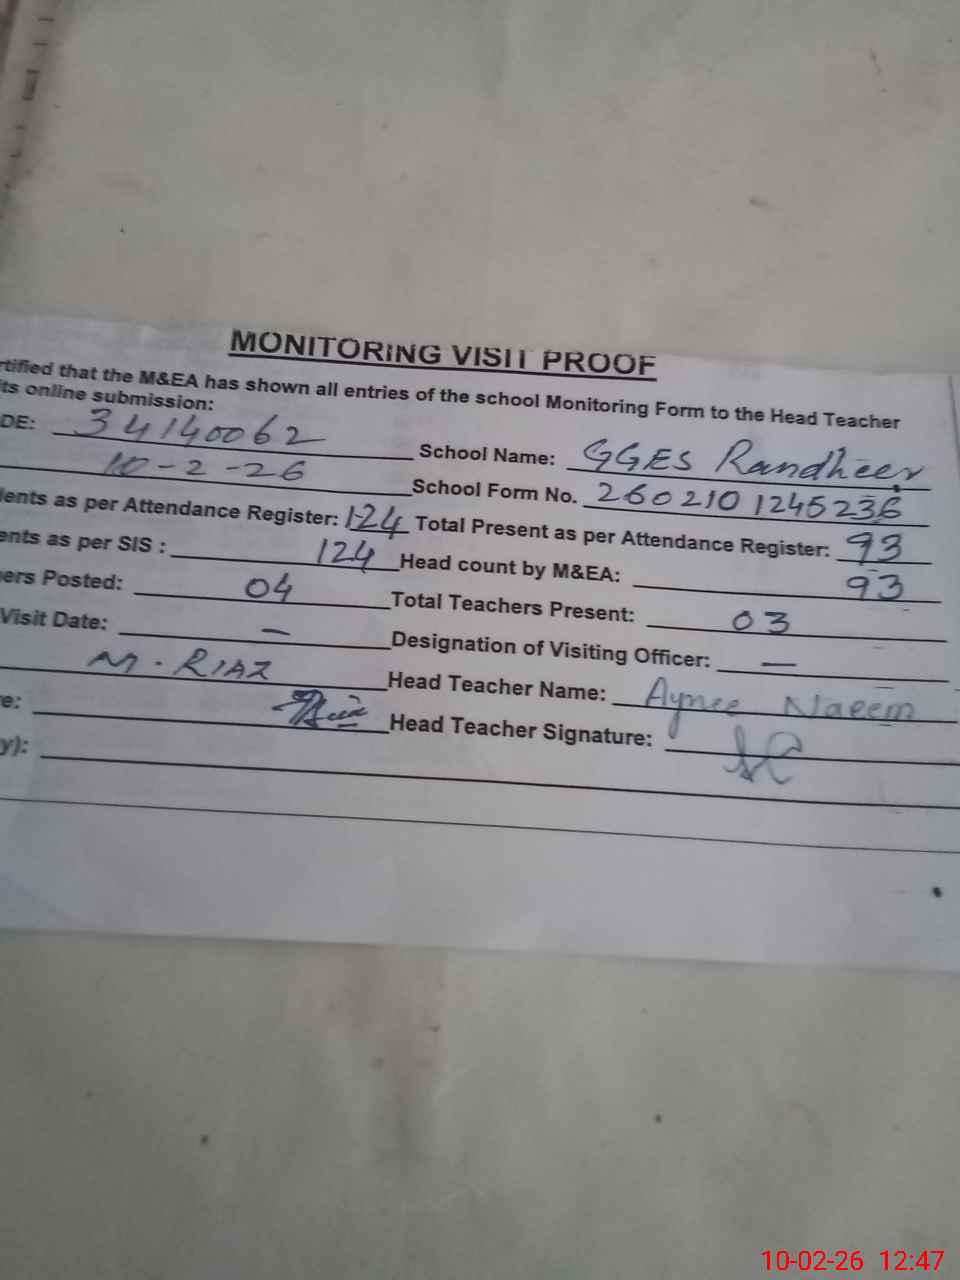 MONITORING VISIT PROOF
rtified that the M&EA has shown all entries of the school Monitoring Form to the Head Teacher
its online submission:
DE: 34140062 School Name: GGES Randheer
10-2-26 School Form No. 2602101245236
lents as per Attendance Register: 124 Total Present as per Attendance Register: 93
ents as per SIS : 124 Head count by M&EA: 93
ers Posted: 04 Total Teachers Present: 03
Visit Date: — Designation of Visiting Officer: —
M. RIAZ Head Teacher Name: Aymee Naeem
e: Head Teacher Signature:
y):
10-02-26 12:47